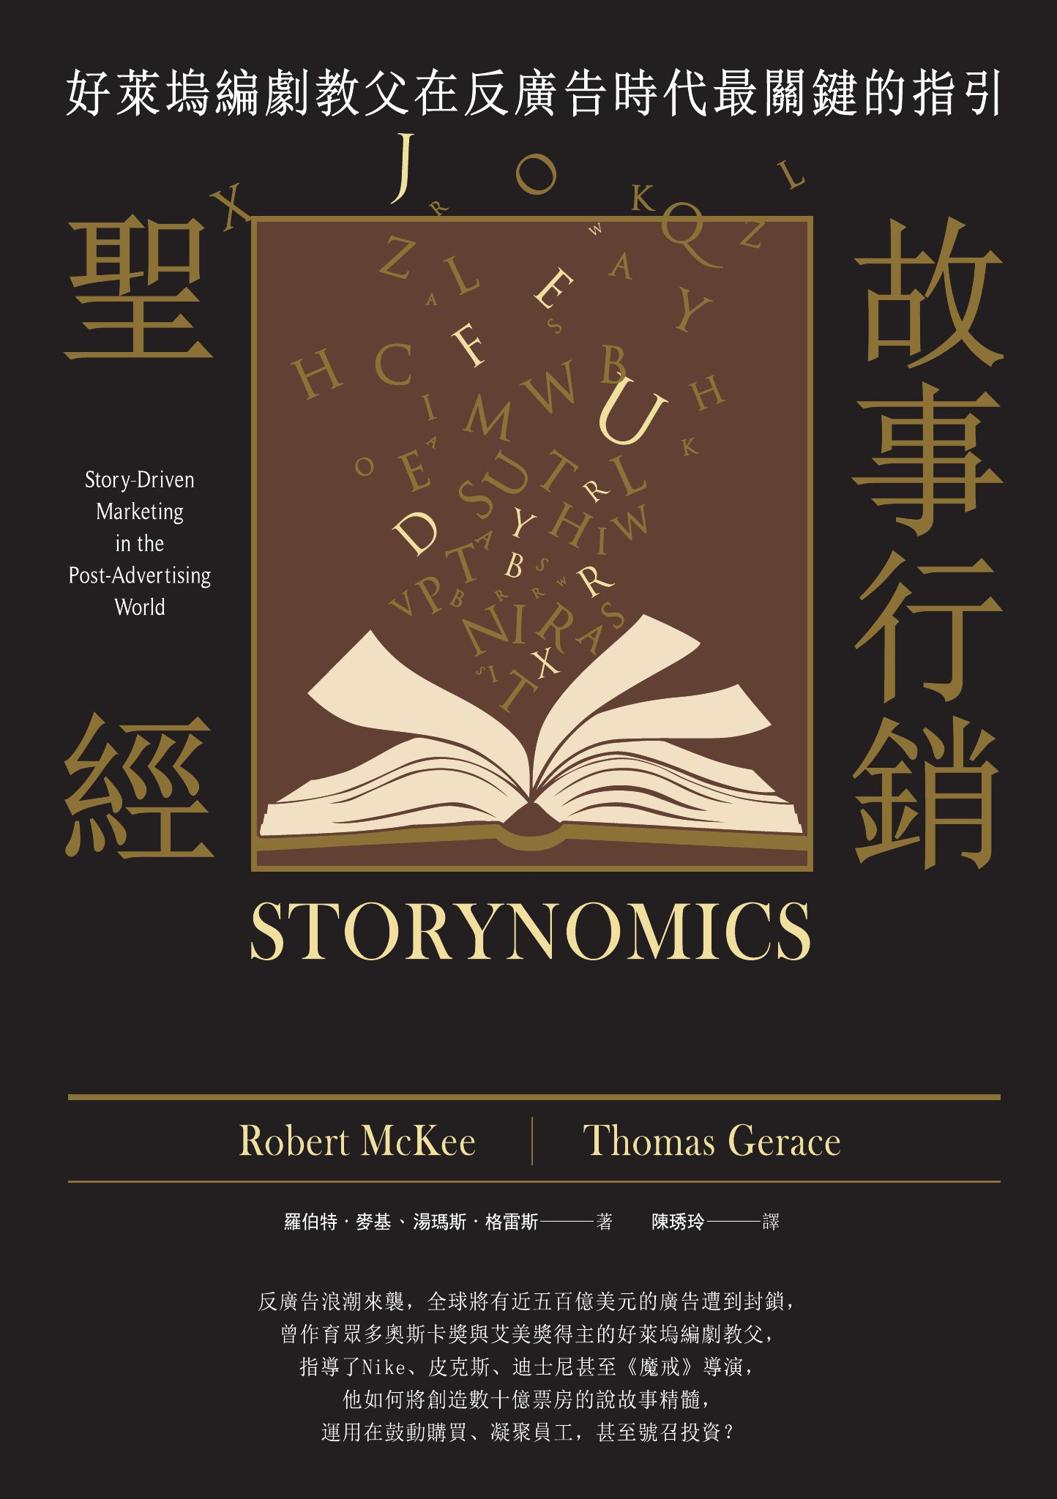 好萊塢編劇教父在反廣告時代最關鍵的指引
故事行銷
聖經
Story-Driven
Marketing
in the
Post-Advertising
World
J O L
X R K Q Z
W
Z L A
A E Y
S
F
H C B
I M W U H
A K
O E S U T R L
D Y H I W
A
T B S R
V P B R R W
N I R A S
S I X
T
STORYNOMICS
Robert McKee | Thomas Gerace
羅伯特．麥基、湯瑪斯．格雷斯───著 陳琇玲───譯
反廣告浪潮來襲，全球將有近五百億美元的廣告遭到封鎖，
曾作育眾多奧斯卡獎與艾美獎得主的好萊塢編劇教父，
指導了Nike、皮克斯、迪士尼甚至《魔戒》導演，
他如何將創造數十億票房的說故事精髓，
運用在鼓動購買、凝聚員工，甚至號召投資？